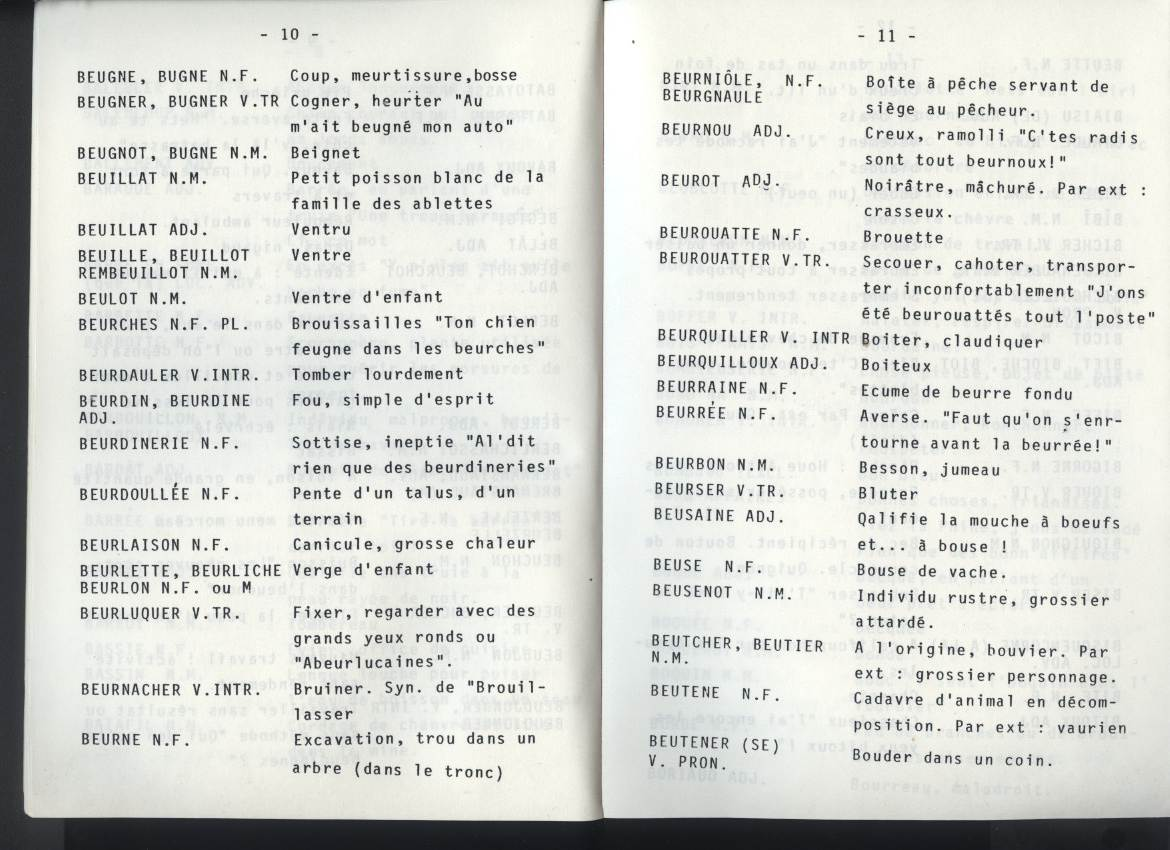 - 10 -
BEUGNE, BUGNE N.F. Coup, meurtissure,bosse
BEUGNER, BUGNER V.TR Cogner, heurter "Au
m'ait beugné mon auto"
BEUGNOT, BUGNE N.M. Beignet
BEUILLAT N.M. Petit poisson blanc de la
famille des ablettes
BEUILLAT ADJ. Ventru
BEUILLE, BEUILLOT Ventre
REMBEUILLOT N.M.
BEULOT N.M. Ventre d'enfant
BEURCHES N.F. PL. Brouissailles "Ton chien
feugne dans les beurches"
BEURDAULER V.INTR. Tomber lourdement
BEURDIN, BEURDINE Fou, simple d'esprit
ADJ.
BEURDINERIE N.F. Sottise, ineptie "Al'dit
rien que des beurdineries"
BEURDOULLÉE N.F. Pente d'un talus, d'un
terrain
BEURLAISON N.F. Canicule, grosse chaleur
BEURLETTE, BEURLICHE Verge d'enfant
BEURLON N.F. ou M
BEURLUQUER V.TR. Fixer, regarder avec des
grands yeux ronds ou
"Abeurlucaines".
BEURNACHER V.INTR. Bruiner. Syn. de "Brouil-
lasser
BEURNE N.F. Excavation, trou dans un
arbre (dans le tronc)
- 11 -
BEURNIÔLE, N.F. Boîte à pêche servant de
BEURGNAULE
siège au pêcheur.
BEURNOU ADJ. Creux, ramolli "C'tes radis
sont tout beurnoux!"
BEUROT ADJ. Noirâtre, mâchuré. Par ext :
crasseux.
BEUROUATTE N.F. Brouette
BEUROUATTER V.TR. Secouer, cahoter, transpor-
ter inconfortablement "J'ons
été beurouattés tout l'poste"
BEURQUILLER V. INTR Boiter, claudiquer
BEURQUILLOUX ADJ. Boiteux
BEURRAINE N.F. Ecume de beurre fondu
BEURRÉE N.F. Averse. "Faut qu'on s'enr-
tourne avant la beurrée!"
BEURBON N.M. Besson, jumeau
BEURSER V.TR. Bluter
BEUSAINE ADJ. Qalifie la mouche à boeufs
et... à bouse !
BEUSE N.F. Bouse de vache.
BEUSENOT N.M. Individu rustre, grossier
attardé.
BEUTCHER, BEUTIER A l'origine, bouvier. Par
N.M. ext : grossier personnage.
BEUTENE N.F. Cadavre d'animal en décom-
position. Par ext : vaurien
BEUTENER (SE) Bouder dans un coin.
V. PRON.